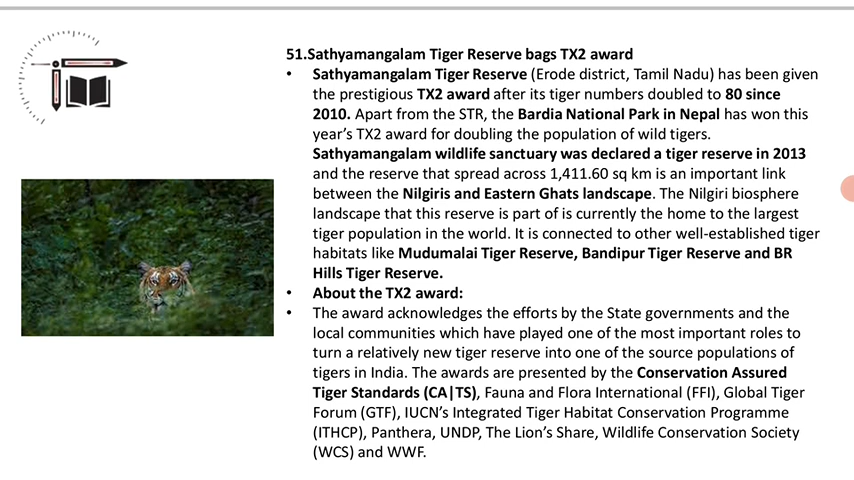 51.Sathyamangalam Tiger Reserve bags TX2 award
• Sathyamangalam Tiger Reserve (Erode district, Tamil Nadu) has been given
the prestigious TX2 award after its tiger numbers doubled to 80 since
2010. Apart from the STR, the Bardia National Park in Nepal has won this
year's TX2 award for doubling the population of wild tigers.
Sathyamangalam wildlife sanctuary was declared a tiger reserve in 2013
and the reserve that spread across 1,411.60 sq km is an important link
between the Nilgiris and Eastern Ghats landscape. The Nilgiri biosphere
landscape that this reserve is part of is currently the home to the largest
tiger population in the world. It is connected to other well-established tiger
habitats like Mudumalai Tiger Reserve, Bandipur Tiger Reserve and BR
Hills Tiger Reserve.
• About the TX2 award:
• The award acknowledges the efforts by the State governments and the
local communities which have played one of the most important roles to
turn a relatively new tiger reserve into one of the source populations of
tigers in India. The awards are presented by the Conservation Assured
Tiger Standards (CA|TS), Fauna and Flora International (FFI), Global Tiger
Forum (GTF), IUCN's Integrated Tiger Habitat Conservation Programme
(ITHCP), Panthera, UNDP, The Lion's Share, Wildlife Conservation Society
(WCS) and WWF.